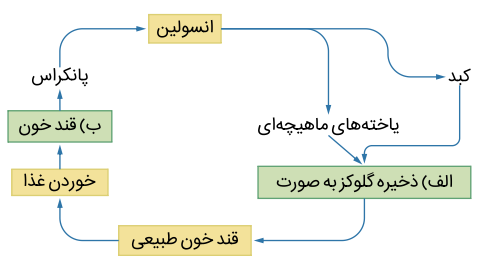 انسولین
پانکراس
کبد
ب) قند خون
یاخته‌های ماهیچه‌ای
خوردن غذا
الف) ذخیره گلوکز به صورت
قند خون طبیعی